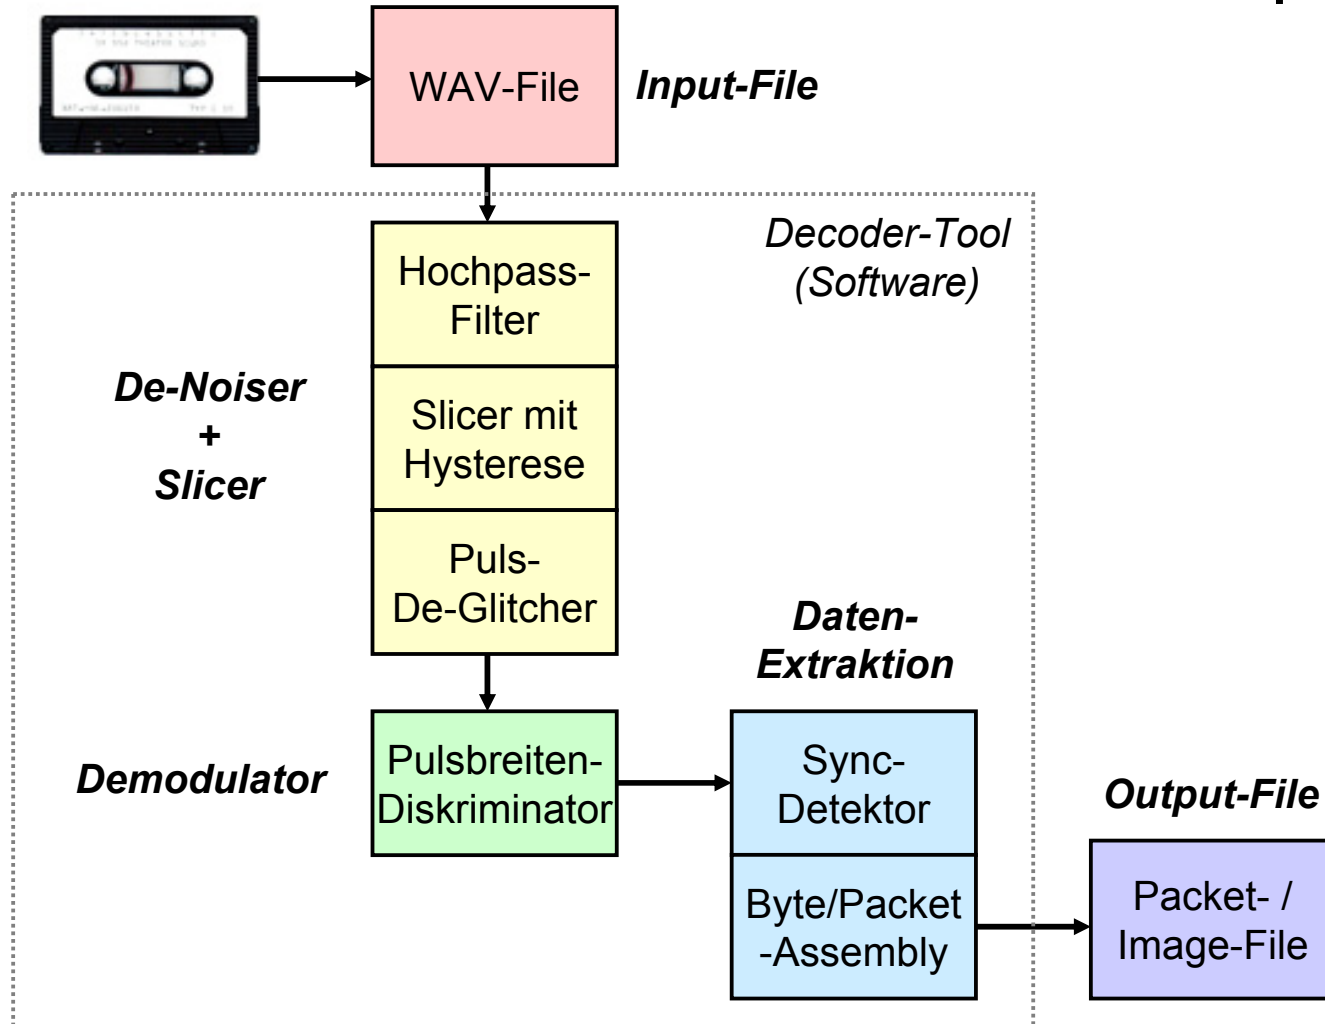 WAV-File
Input-File
Decoder-Tool
(Software)
Hochpass-
Filter
De-Noiser
+
Slicer
Slicer mit
Hysterese
Puls-
De-Glitcher
Daten-
Extraktion
Demodulator
Pulsbreiten-
Diskriminator
Sync-
Detektor
Byte/Packet
-Assembly
Output-File
Packet- /
Image-File